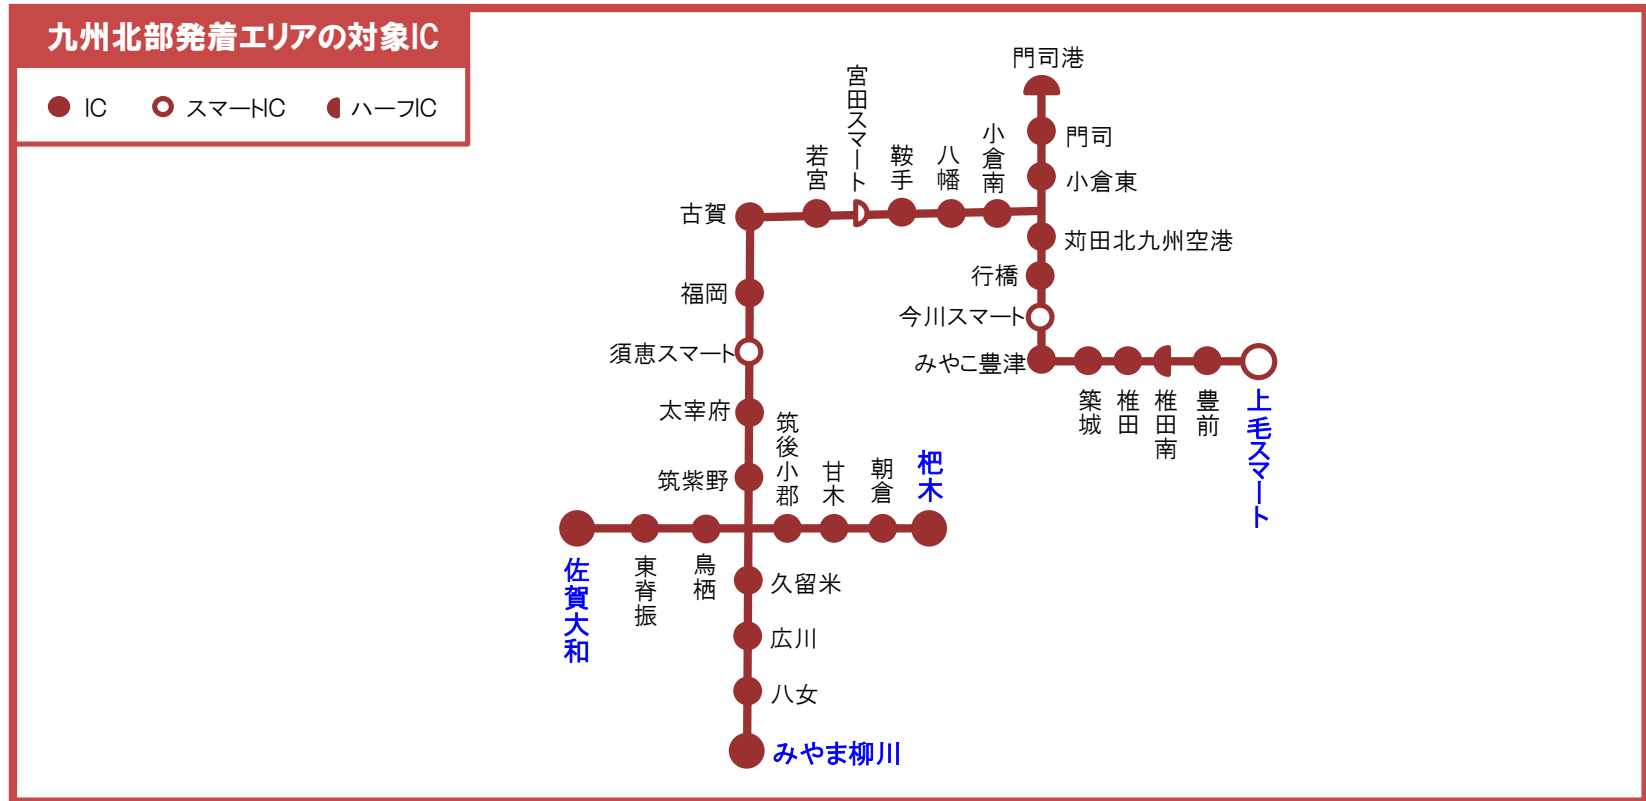 九州北部発着エリアの対象IC
IC
スマートIC
ハーフIC
門司港
門司
小倉東
小倉南
八幡
鞍手
宮田スマート
若宮
古賀
苅田北九州空港
行橋
今川スマート
みやこ豊津
築城
椎田
椎田南
豊前
上毛スマート
福岡
須恵スマート
太宰府
筑紫野
筑後小郡
甘木
朝倉
杷木
佐賀大和
東脊振
鳥栖
久留米
広川
八女
みやま柳川